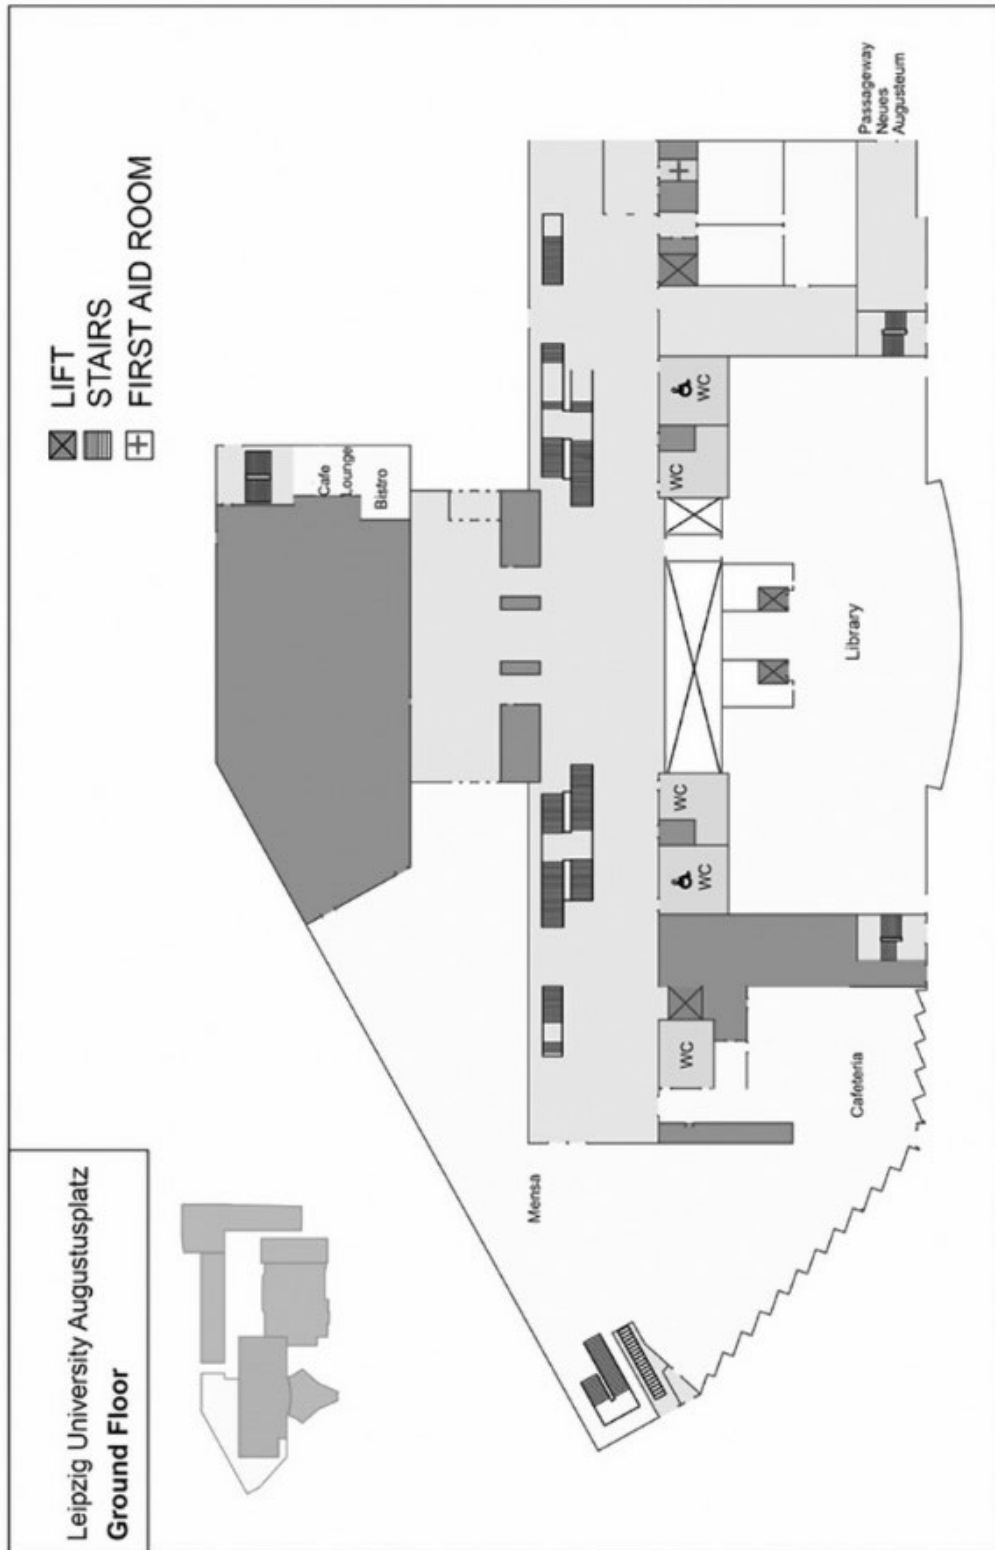 Leipzig University Augustusplatz
Ground Floor
LIFT
STAIRS
FIRST AID ROOM
Cafe
Lounge
Bistro
Mensa
WC
WC
WC
WC
WC
Cafeteria
Library
Passageway
Neues
Augusteum